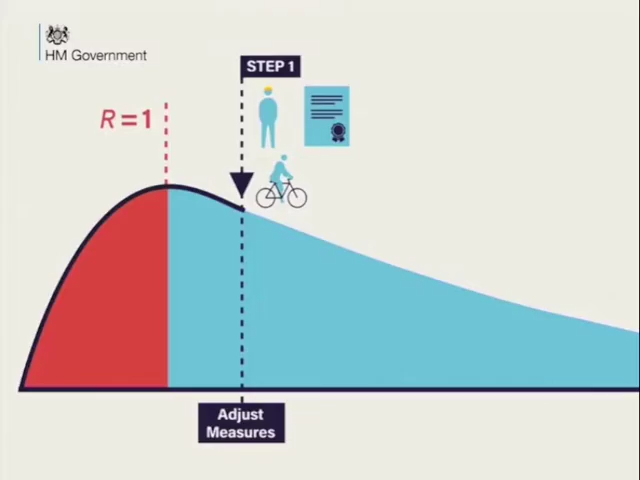 HM Government
STEP 1
R=1
Adjust
Measures